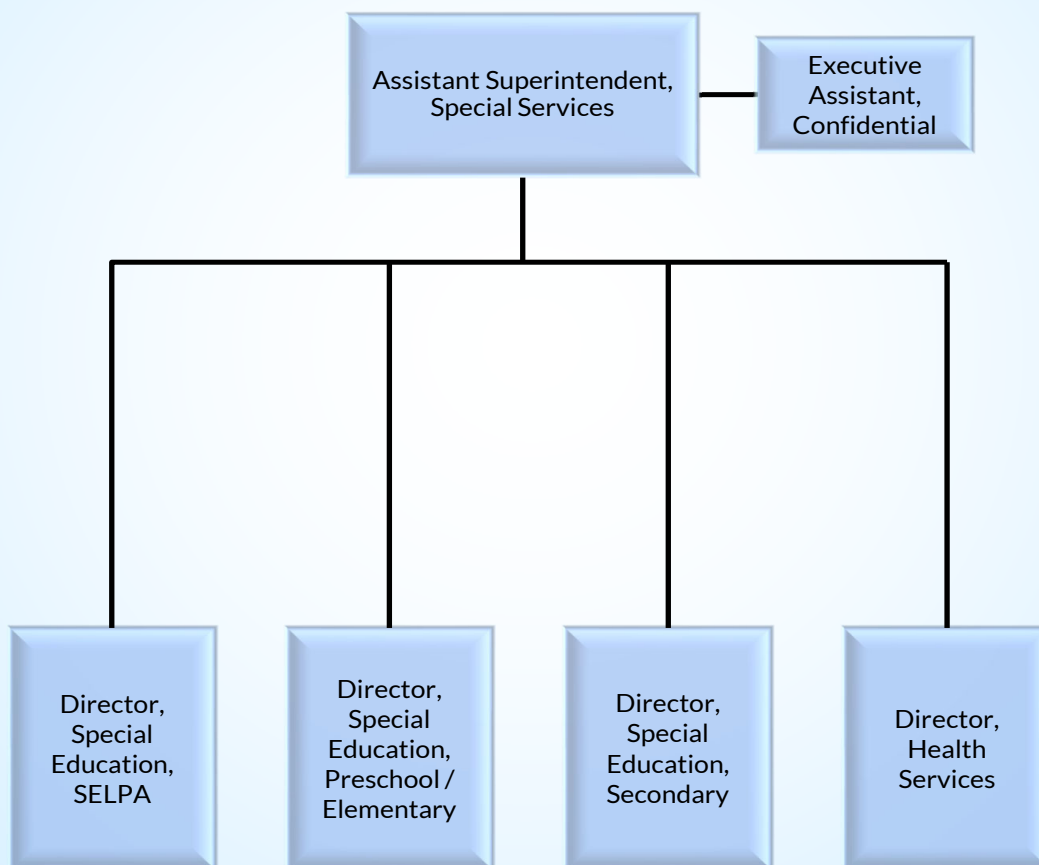 Assistant Superintendent,
Special Services
Executive
Assistant,
Confidential
Director,
Special
Education,
SELPA
Director,
Special
Education,
Preschool /
Elementary
Director,
Special
Education,
Secondary
Director,
Health
Services